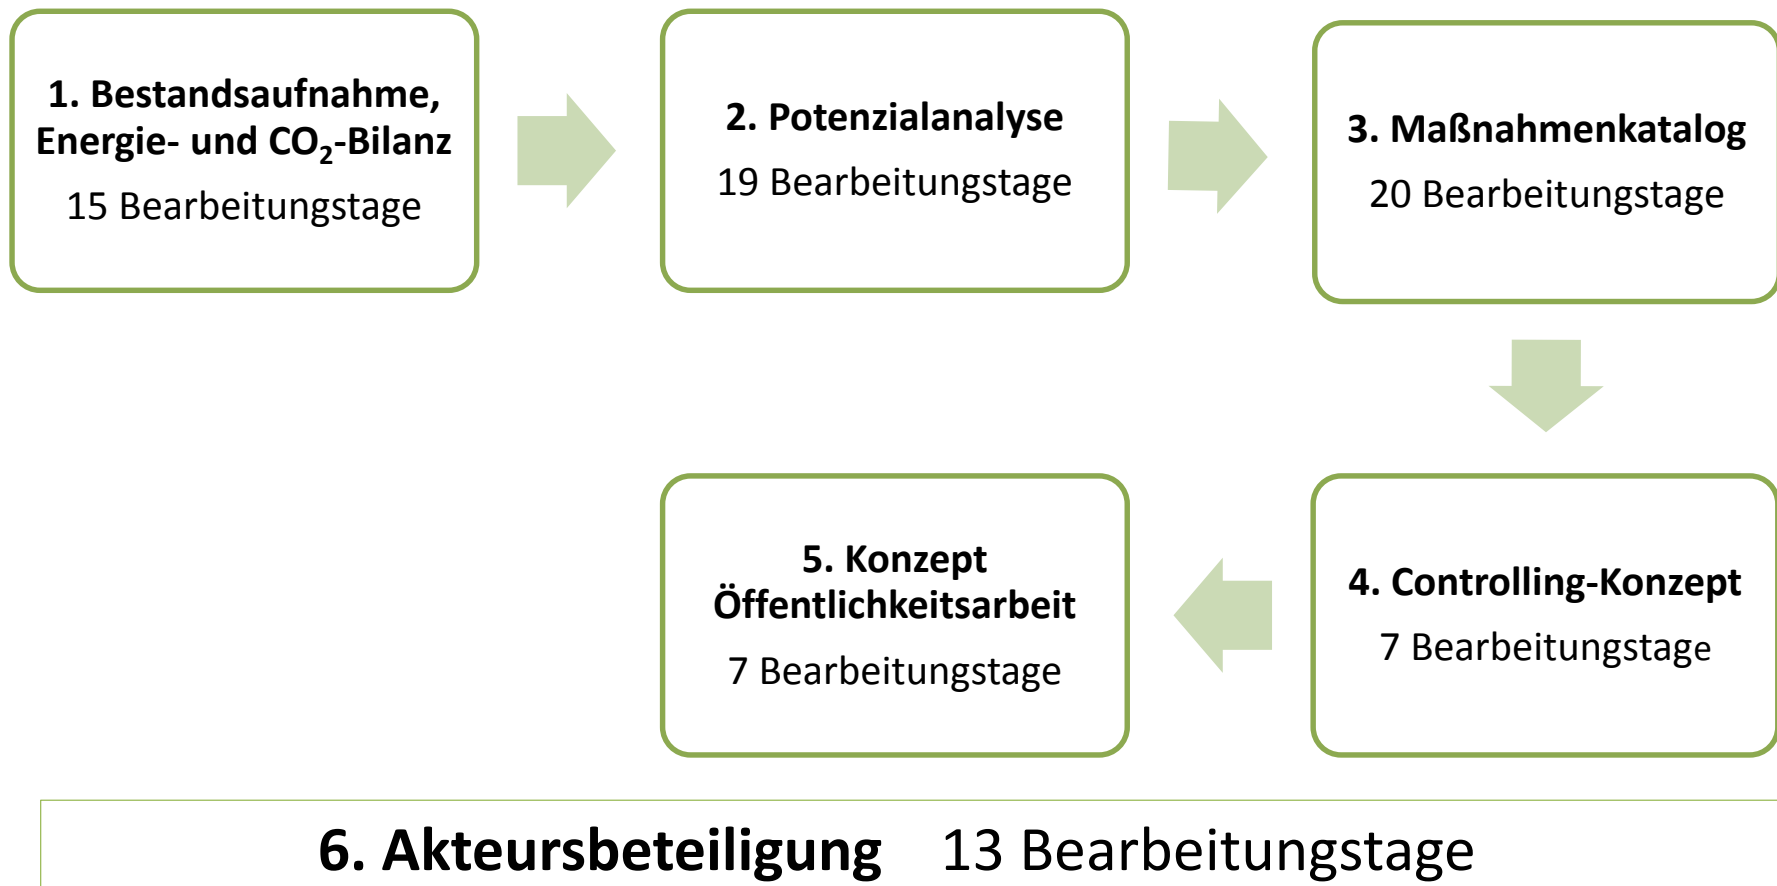 1. Bestandsaufnahme,
Energie- und CO₂-Bilanz
15 Bearbeitungstage
2. Potenzialanalyse
19 Bearbeitungstage
3. Maßnahmenkatalog
20 Bearbeitungstage
4. Controlling-Konzept
7 Bearbeitungstage
5. Konzept
Öffentlichkeitsarbeit
7 Bearbeitungstage
6. Akteursbeteiligung 13 Bearbeitungstage